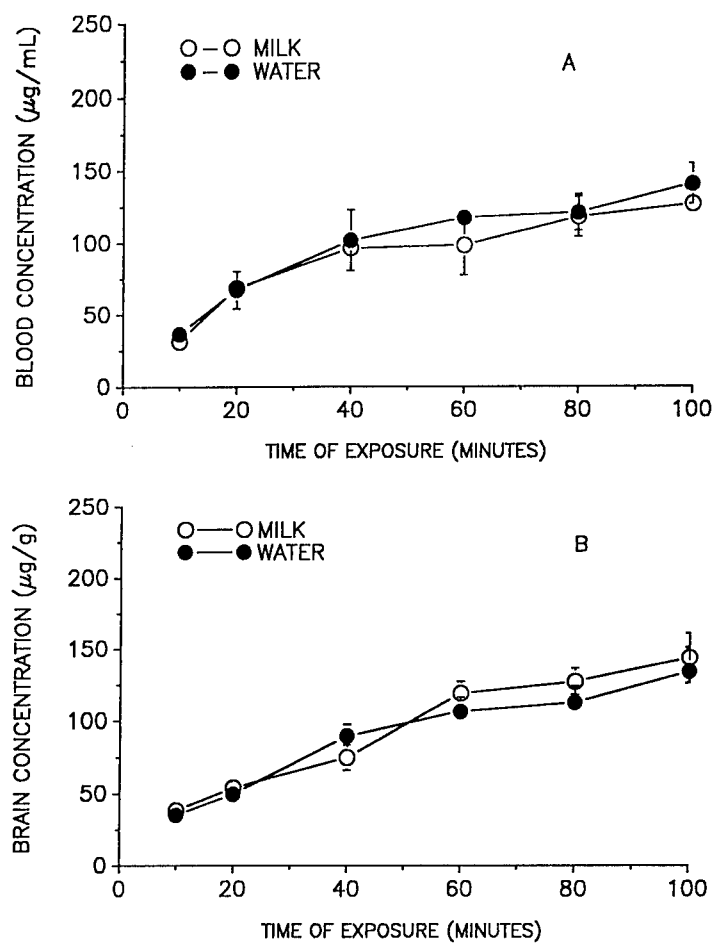 MILK
WATER
A
250
200
150
100
50
0
BLOOD CONCENTRATION (μg/mL)
0 20 40 60 80 100
TIME OF EXPOSURE (MINUTES)
MILK
WATER
B
250
200
150
100
50
0
BRAIN CONCENTRATION (μg/g)
0 20 40 60 80 100
TIME OF EXPOSURE (MINUTES)